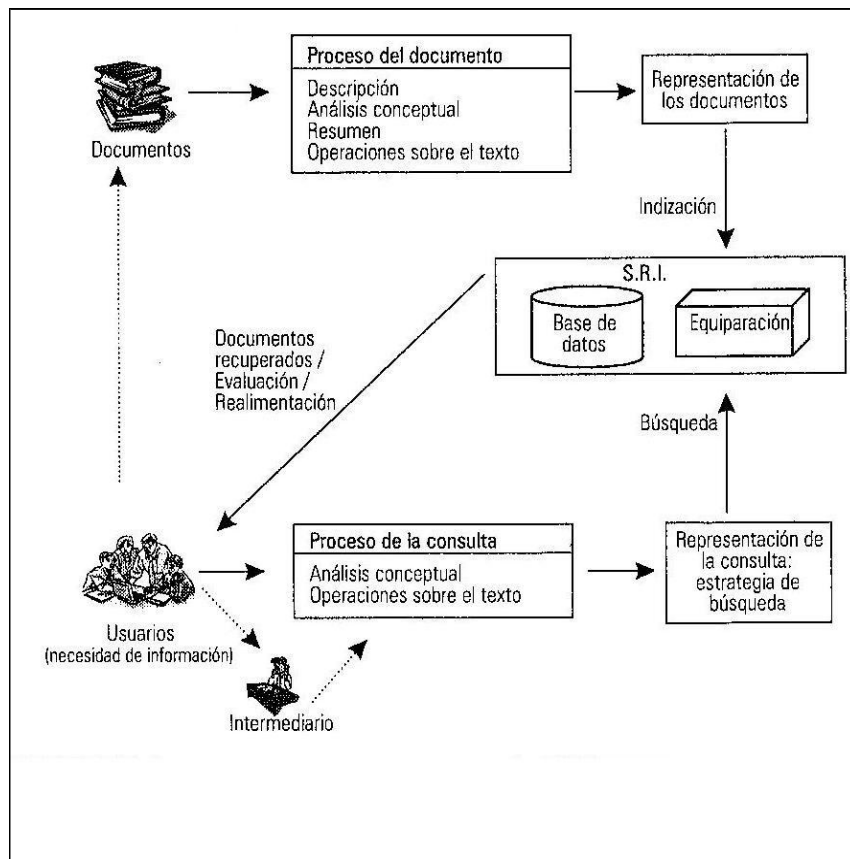 Proceso del documento
Descripción
Análisis conceptual
Resumen
Operaciones sobre el texto
Representación de
los documentos
Documentos
Indización
S.R.I.
Base de
datos
Equiparación
Documentos
recuperados /
Evaluación /
Realimentación
Búsqueda
Proceso de la consulta
Análisis conceptual
Operaciones sobre el texto
Representación de
la consulta:
estrategia de
búsqueda
Usuarios
(necesidad de información)
Intermediario